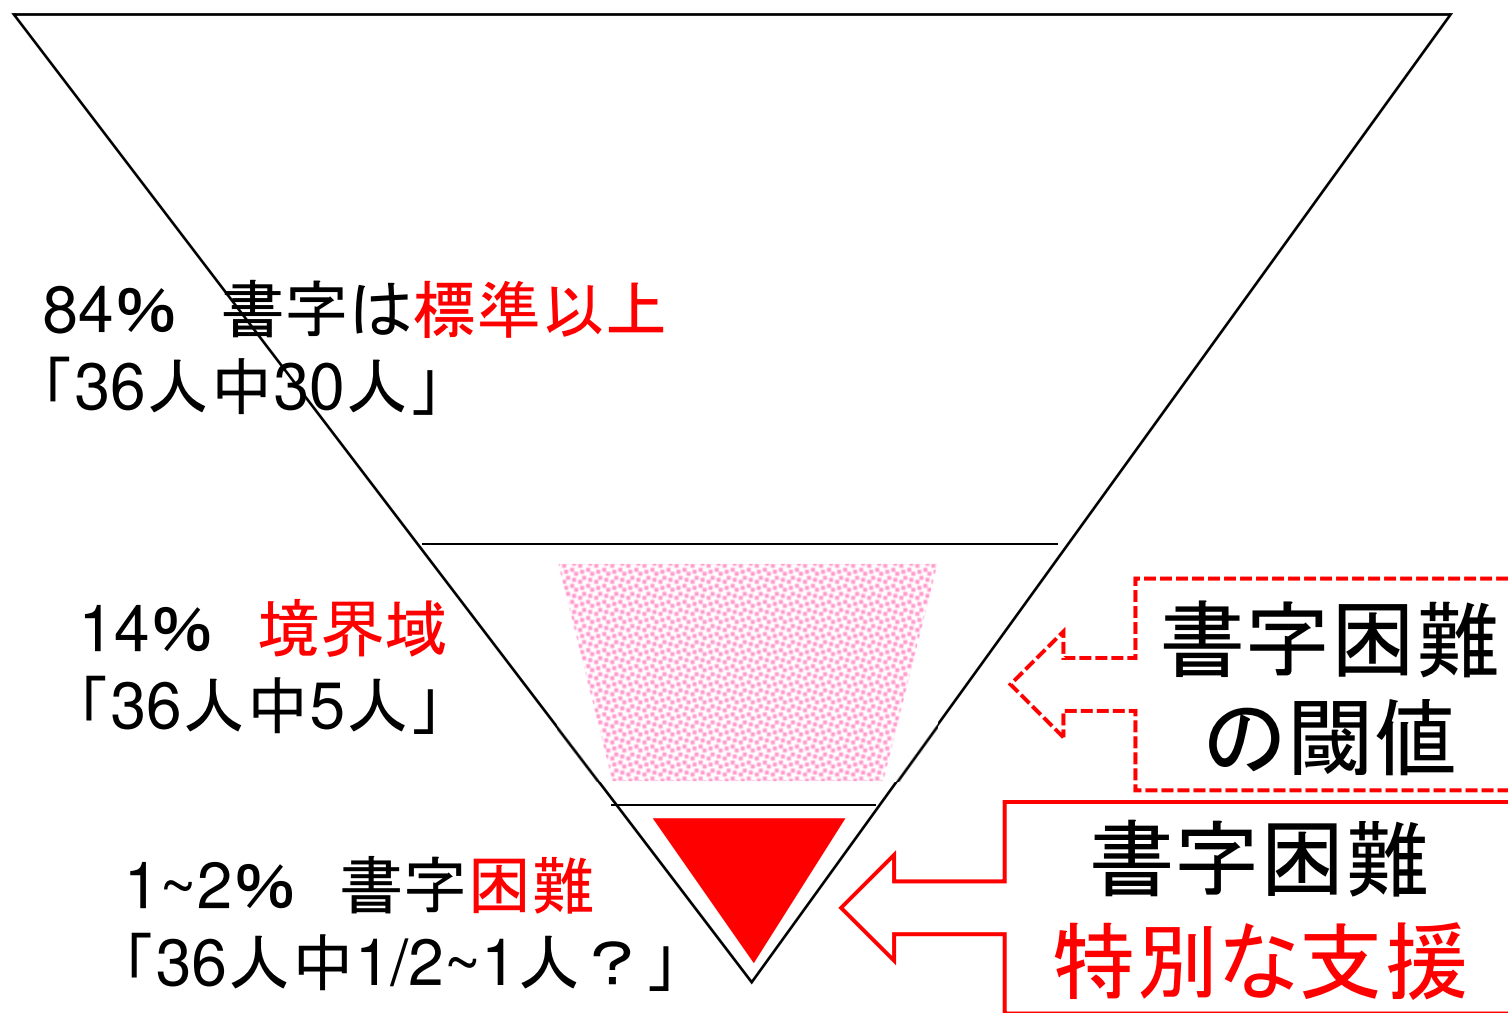 84%　書字は標準以上
「36人中30人」
14%　境界域
「36人中5人」
書字困難
の閾値
1~2%　書字困難
「36人中1/2~1人？」
書字困難
特別な支援